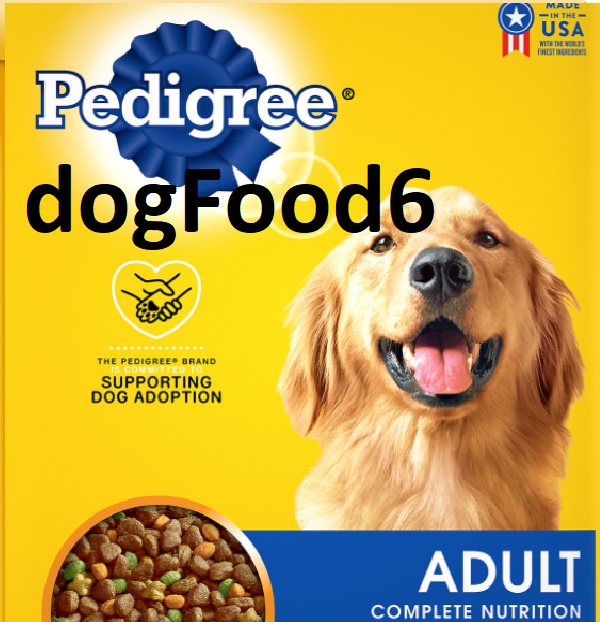 MADE
IN THE
USA
WITH THE WORLD'S
FINEST INGREDIENTS
Pedigree®
dogFood6
THE PEDIGREE® BRAND
IS COMMITTED TO
SUPPORTING
DOG ADOPTION
ADULT
COMPLETE NUTRITION